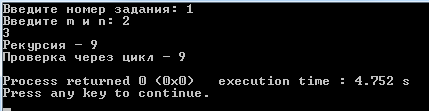 Введите номер задания: 1
Введите m и n: 2
3
Рекурсия - 9
Проверка через цикл - 9
Process returned 0 (0x0)   execution time : 4.752 s
Press any key to continue.